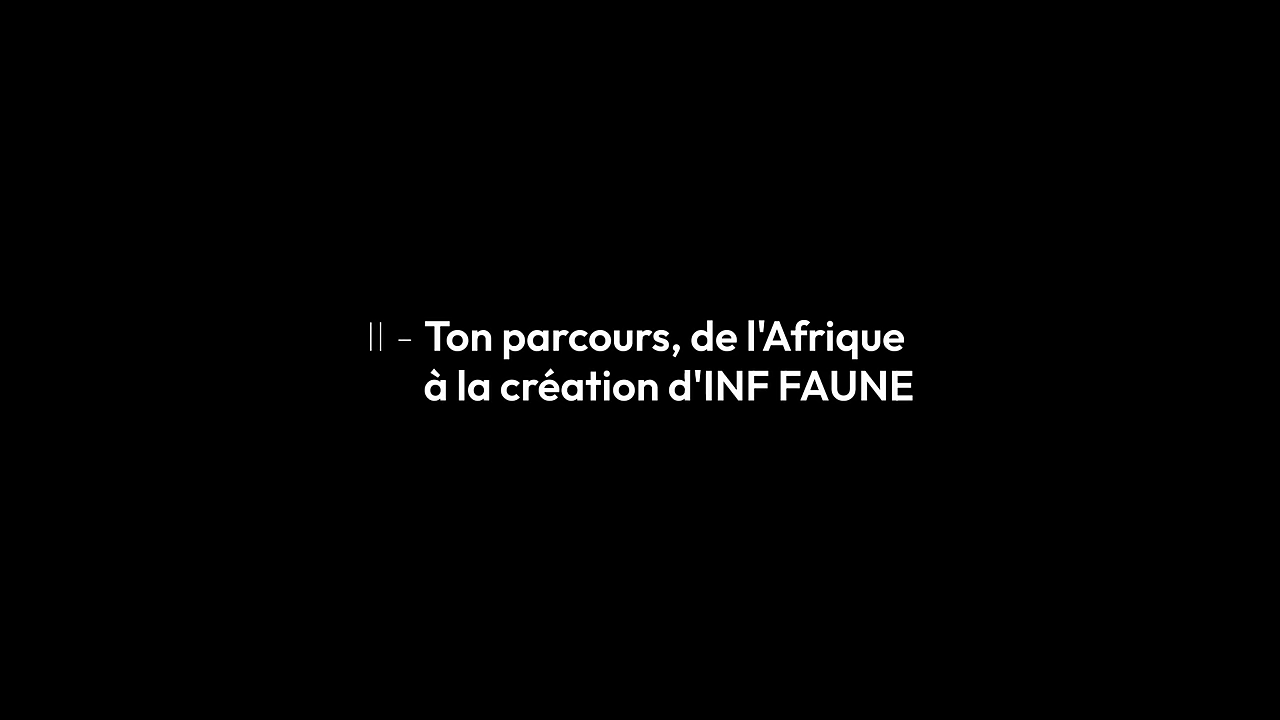 II - Ton parcours, de l'Afrique
à la création d'INF FAUNE